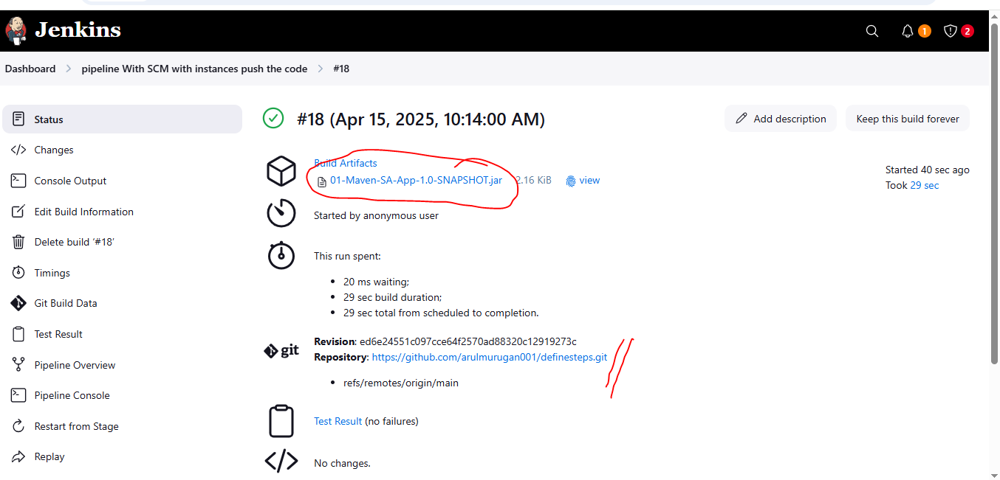 Jenkins
1
2
Dashboard > pipeline With SCM with instances push the code > #18
Status
Changes
Console Output
Edit Build Information
Delete build ‘#18’
Timings
Git Build Data
Test Result
Pipeline Overview
Pipeline Console
Restart from Stage
Replay
#18 (Apr 15, 2025, 10:14:00 AM)
Add description
Keep this build forever
Build Artifacts
01-Maven-SA-App-1.0-SNAPSHOT.jar 2.16 KiB view
Started 40 sec ago
Took 29 sec
Started by anonymous user
This run spent:
• 20 ms waiting;
• 29 sec build duration;
• 29 sec total from scheduled to completion.
git
Revision: ed6e24551c097cce64f2570ad88320c12919273c
Repository: https://github.com/arulmurugan001/definesteps.git
• refs/remotes/origin/main
Test Result (no failures)
No changes.